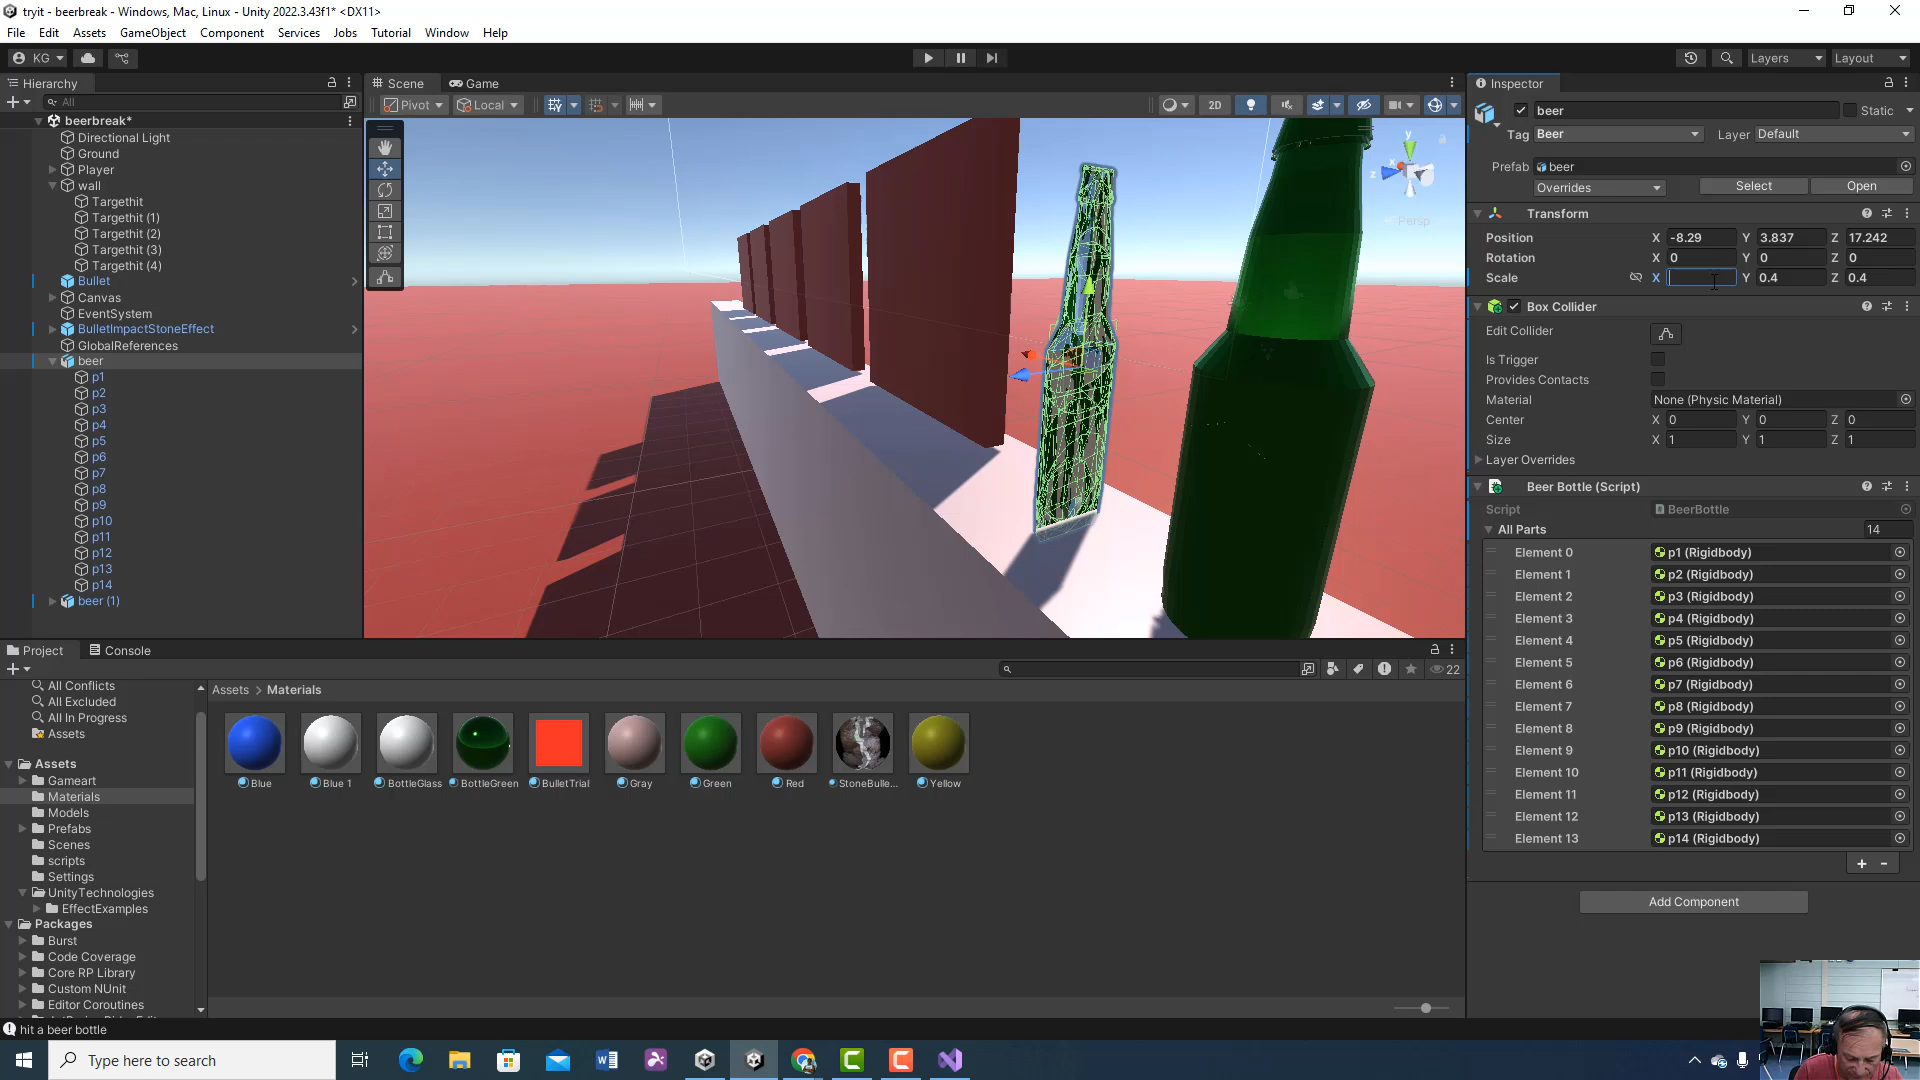 tryit - beerbreak - Windows, Mac, Linux - Unity 2022.3.43f1* <DX11>
File Edit Assets GameObject Component Services Jobs Tutorial Window Help
KG
Layers
Layout
Hierarchy
All
beerbreak*
Directional Light
Ground
Player
wall
Targethit
Targethit (1)
Targethit (2)
Targethit (3)
Targethit (4)
Bullet
Canvas
EventSystem
BulletImpactStoneEffect
GlobalReferences
beer
p1
p2
p3
p4
p5
p6
p7
p8
p9
p10
p11
p12
p13
p14
beer (1)
Scene Game
Pivot Local 2D
y
x
z
Persp
Inspector
beer Static
Tag Beer Layer Default
Prefab beer
Overrides Select Open
Transform
Position X -8.29 Y 3.837 Z 17.242
Rotation X 0 Y 0 Z 0
Scale X Y 0.4 Z 0.4
Box Collider
Edit Collider
Is Trigger
Provides Contacts
Material None (Physic Material)
Center X 0 Y 0 Z 0
Size X 1 Y 1 Z 1
Layer Overrides
Beer Bottle (Script)
Script BeerBottle
All Parts 14
Element 0 p1 (Rigidbody)
Element 1 p2 (Rigidbody)
Element 2 p3 (Rigidbody)
Element 3 p4 (Rigidbody)
Element 4 p5 (Rigidbody)
Element 5 p6 (Rigidbody)
Element 6 p7 (Rigidbody)
Element 7 p8 (Rigidbody)
Element 8 p9 (Rigidbody)
Element 9 p10 (Rigidbody)
Element 10 p11 (Rigidbody)
Element 11 p12 (Rigidbody)
Element 12 p13 (Rigidbody)
Element 13 p14 (Rigidbody)
Add Component
Project Console
22
All Conflicts
All Excluded
All In Progress
Assets
Assets
Gameart
Materials
Models
Prefabs
Scenes
scripts
Settings
UnityTechnologies
EffectExamples
Packages
Burst
Code Coverage
Core RP Library
Custom NUnit
Editor Coroutines
Assets > Materials
Blue
Blue 1
BottleGlass
BottleGreen
BulletTrial
Gray
Green
Red
StoneBulle...
Yellow
hit a beer bottle
Type here to search